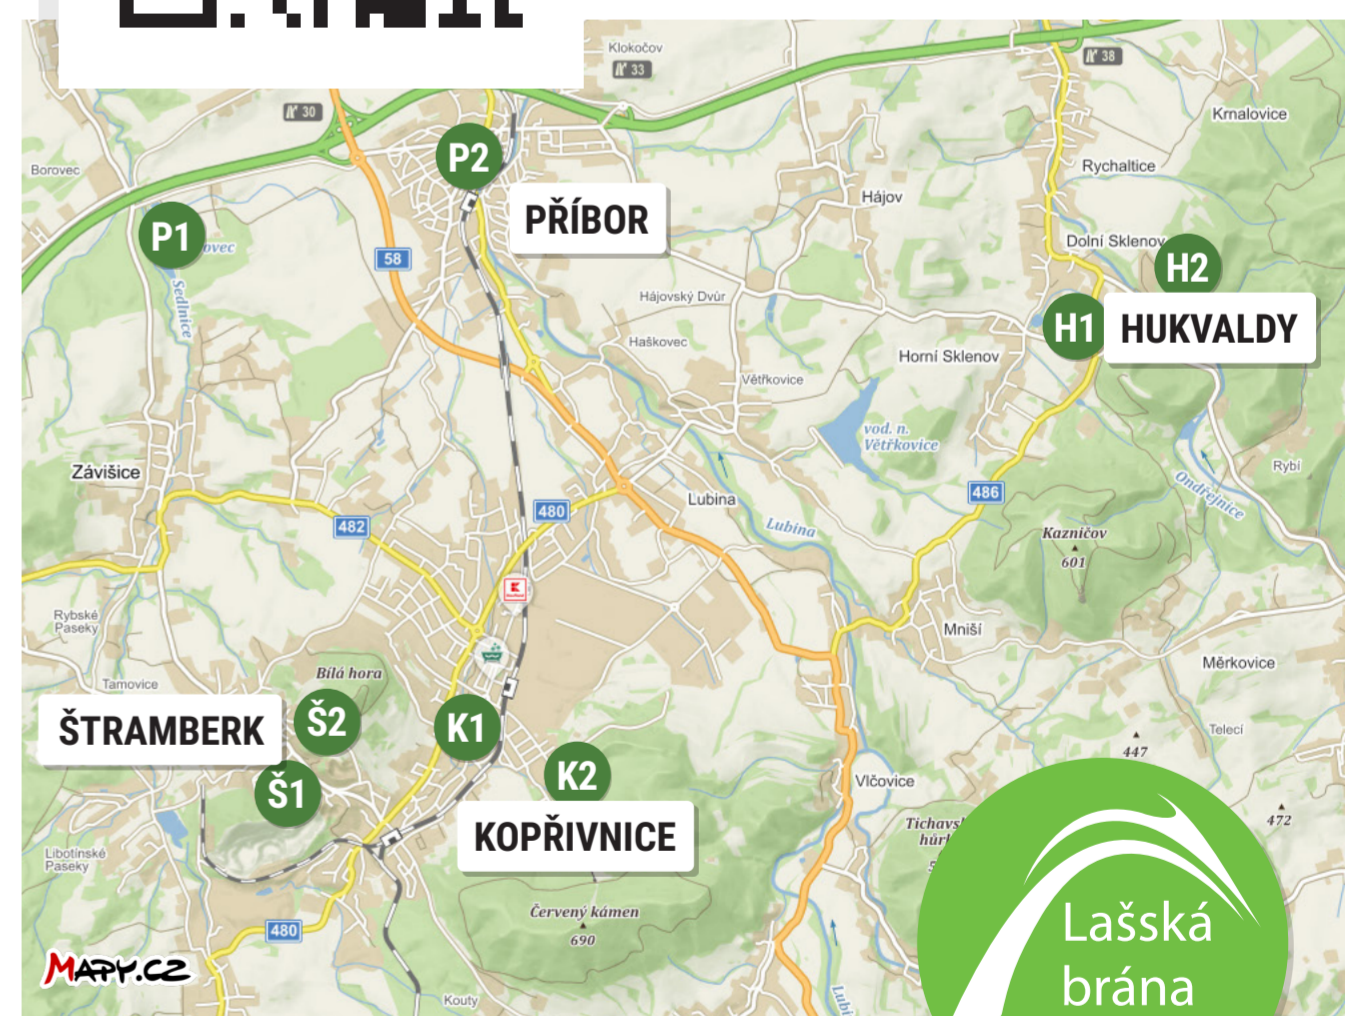 Klokočov
33
38
30
Krnalovice
P2
Borovec
Rychaltice
Hájov
PŘÍBOR
P1
ovec
Dolní Sklenov
H2
58
Sedlnice
Hájovský Dvůr
H1
HUKVALDY
Haškovec
Horní Sklenov
Větřkovice
vod. n.
Větřkovice
Závišice
Rybí
486
Lubina
Ondřejnice
480
482
Lubina
Kazničov
601
Rybské
Paseky
Mniší
Měrkovice
Bílá hora
Tamovice
ŠTRAMBERK
Š2
K1
Telecí
447
K2
Vlčovice
Š1
472
KOPŘIVNICE
Libotínské
Paseky
Červený kámen
690
480
Lašská
brána
MAPY.CZ
Kouty